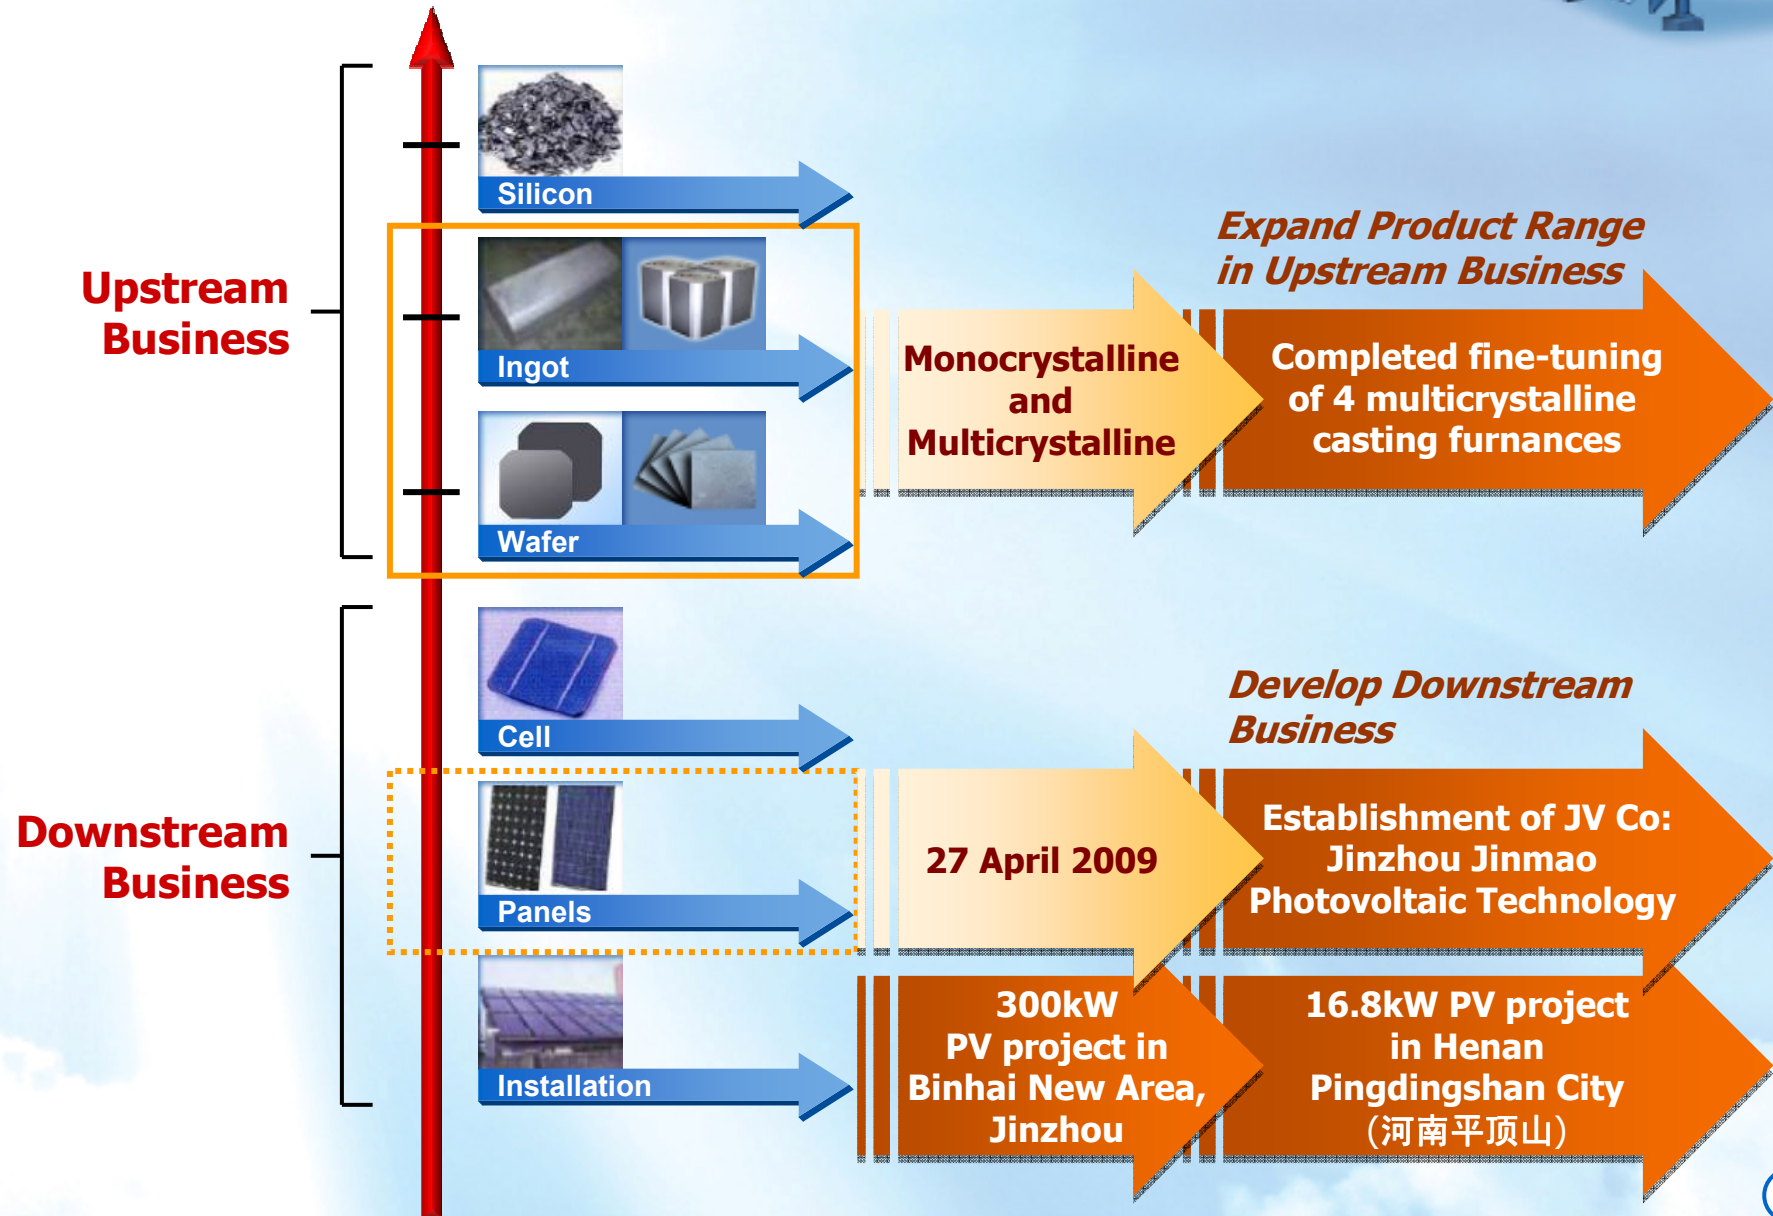 Upstream
Business
Silicon
Ingot
Wafer
Monocrystalline
and
Multicrystalline
Expand Product Range
in Upstream Business
Completed fine-tuning
of 4 multicrystalline
casting furnances
Downstream
Business
Cell
Panels
Installation
27 April 2009
Develop Downstream
Business
Establishment of JV Co:
Jinzhou Jinmao
Photovoltaic Technology
300kW
PV project in
Binhai New Area,
Jinzhou
16.8kW PV project
in Henan
Pingdingshan City
(河南平顶山)